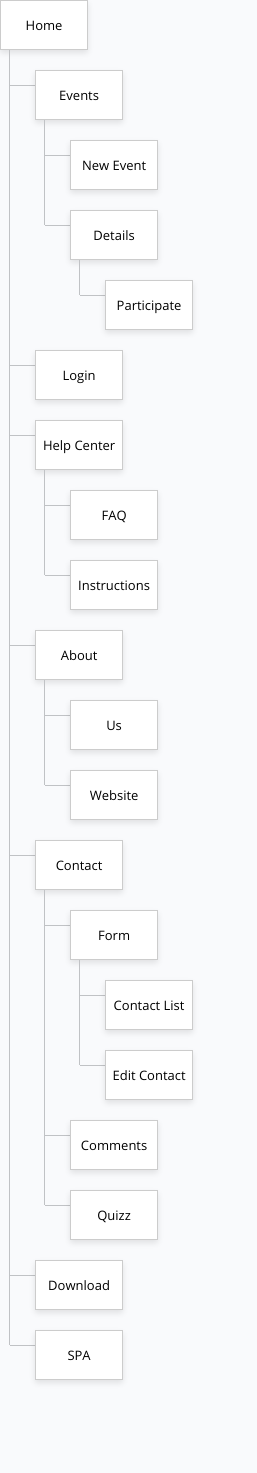 Home
Events
New Event
Details
Participate
Login
Help Center
FAQ
Instructions
About
Us
Website
Contact
Form
Contact List
Edit Contact
Comments
Quizz
Download
SPA